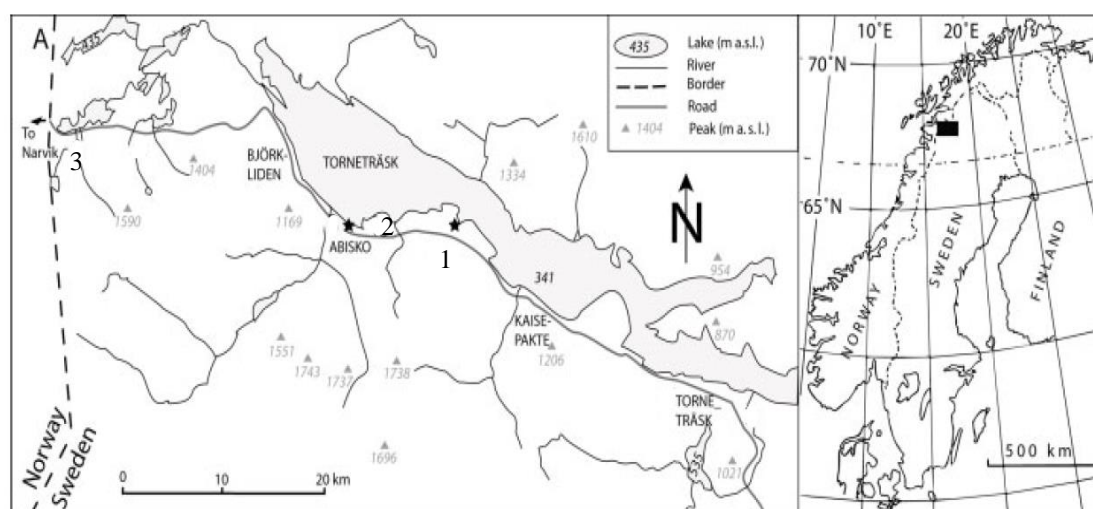 A
435
To
Narvik
3
1404
1590
BJÖRK-
LIDEN
1169
TORNETRÄSK
ABISKO
2
1
1334
1610
N
341
954
870
KAISE-
PAKTE
1206
1551
1743
1737
1738
1696
TORNE_
TRÄSK
535
1021
Norway
Sweden
0 10 20 km
435 Lake (m a.s.l.)
River
Border
Road
1404 Peak (m a.s.l.)
10°E 20°E
70°N
65°N
NORWAY
SWEDEN
FINLAND
500 km